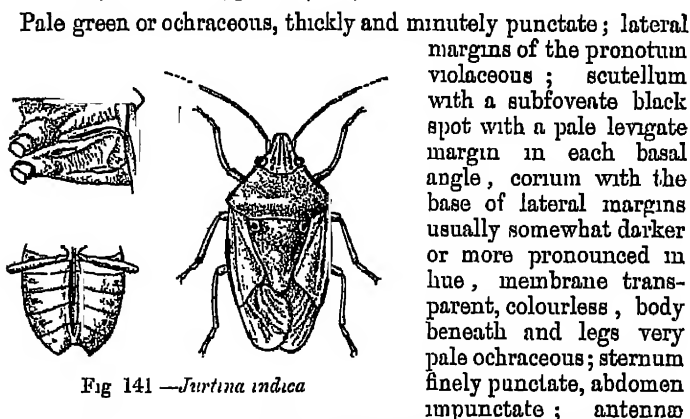 Pale green or ochraceous, thickly and minutely punctate; lateral
margins of the pronotum
violaceous; scutellum
with a subfoveate black
spot with a pale levigate
margin in each basal
angle, corium with the
base of lateral margins
usually somewhat darker
or more pronounced in
hue, membrane trans-
parent, colourless, body
beneath and legs very
pale ochraceous; sternum
finely punctate, abdomen
impunctate; antennæ
Fig 141 —Jurtina indica